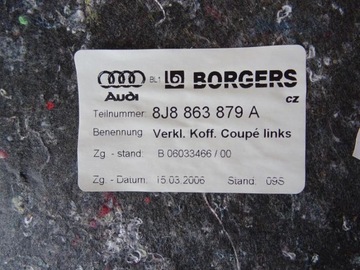 BL1 BORGERS
Audi CZ
Teilnummer: 8J8 863 879 A
Benennung: Verkl. Koff. Coupé links
Zg - stand: B 06033466 / 00
Zg. - Datum: 15.03.2006 Stand: 09S